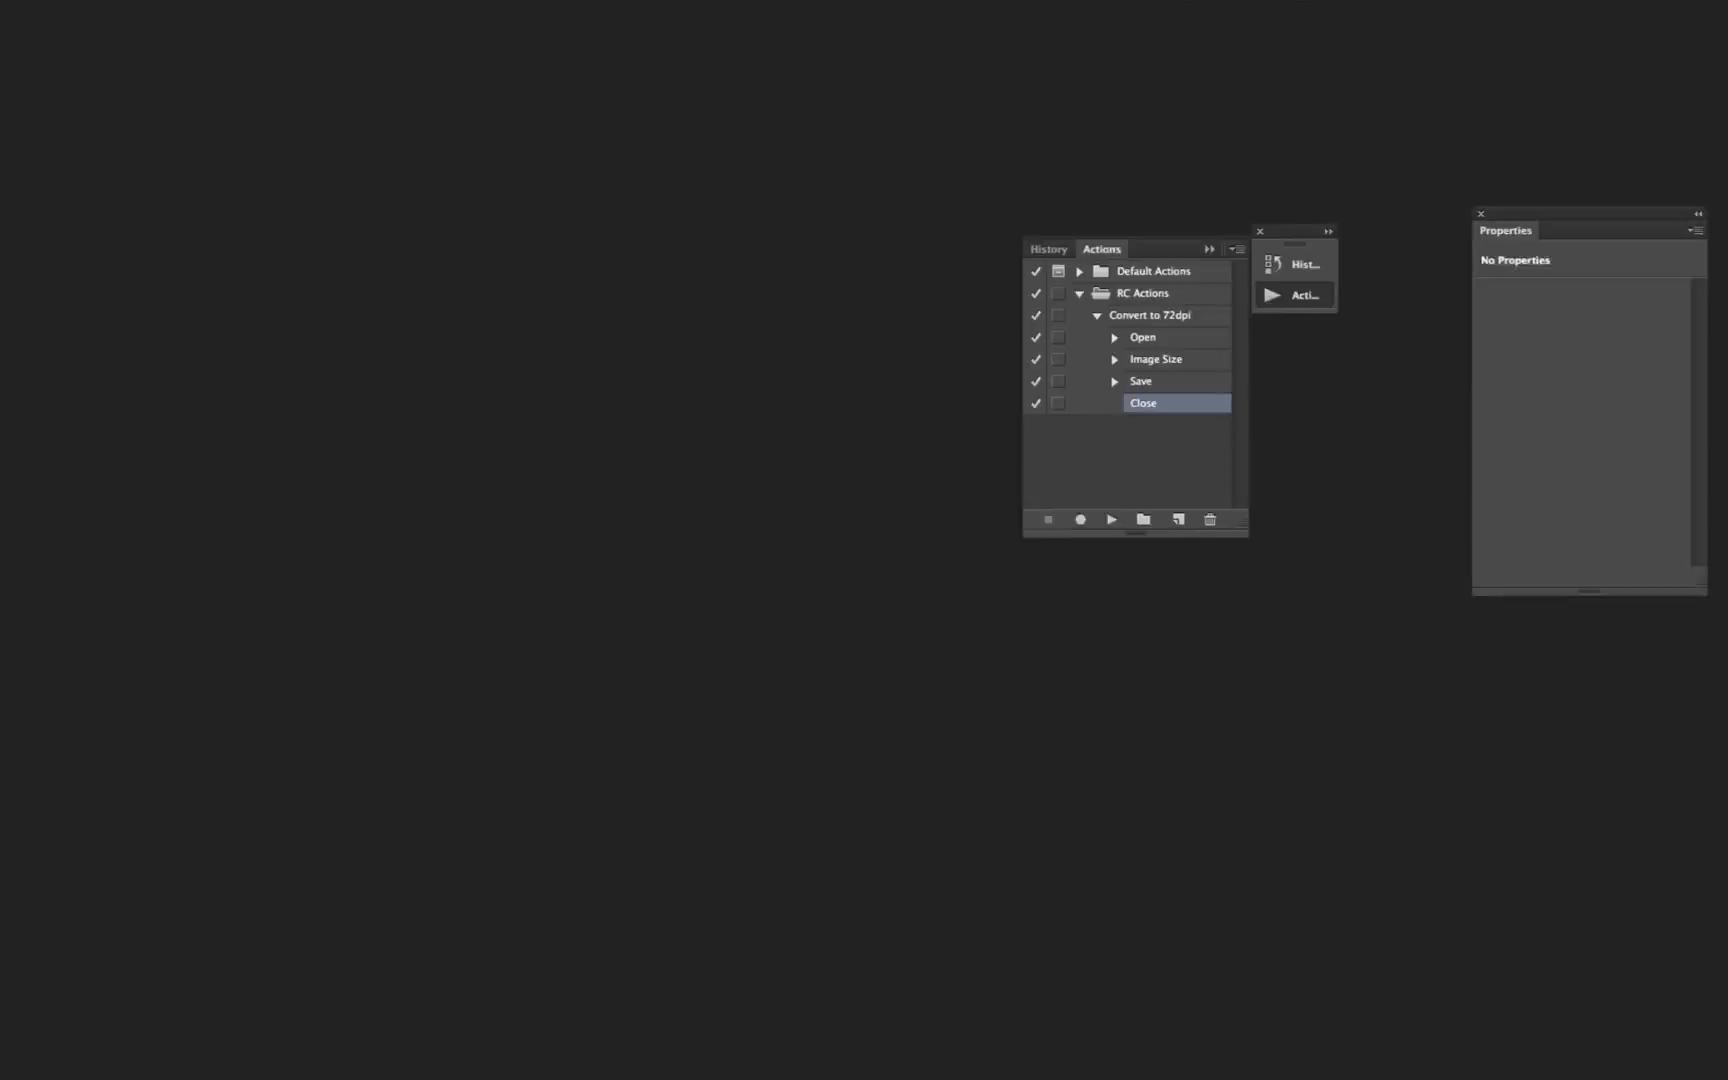 History Actions
Default Actions
RC Actions
Convert to 72dpi
Open
Image Size
Save
Close
Hist...
Acti...
Properties
No Properties